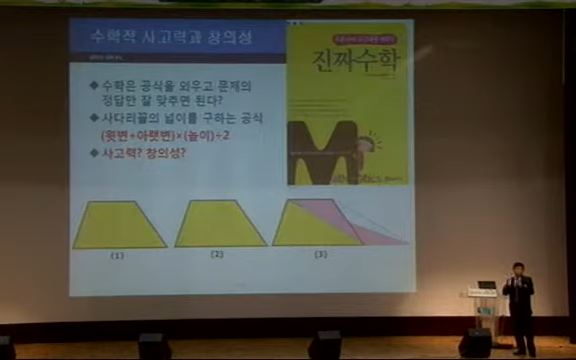 수학적 사고력과 창의성
◆ 수학은 공식을 외우고 문제의
정답만 잘 맞추면 된다?
◆ 사다리꼴의 넓이를 구하는 공식
(윗변+아랫변)×(높이)÷2
◆ 사고력? 창의성?
진짜수학
M
(1)
(2)
(3)